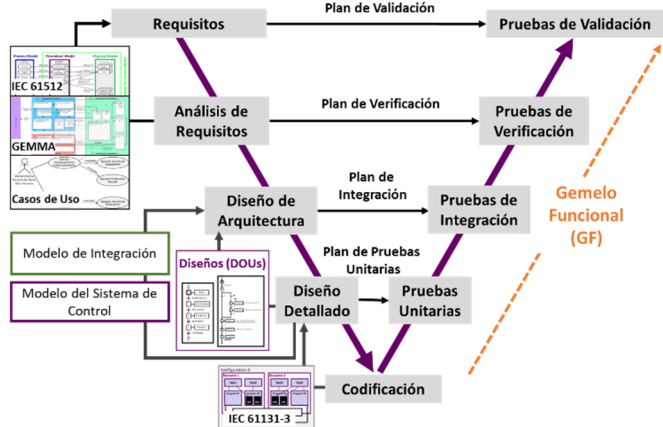 Requisitos
Plan de Validación
Pruebas de Validación
IEC 61512
Análisis de
Requisitos
Plan de Verificación
Pruebas de
Verificación
GEMMA
Casos de Uso
Diseño de
Arquitectura
Plan de
Integración
Pruebas de
Integración
Gemelo
Funcional
(GF)
Modelo de Integración
Modelo del Sistema de
Control
Diseños (DOUs)
Plan de Pruebas
Unitarias
Diseño
Detallado
Pruebas
Unitarias
Codificación
IEC 61131-3